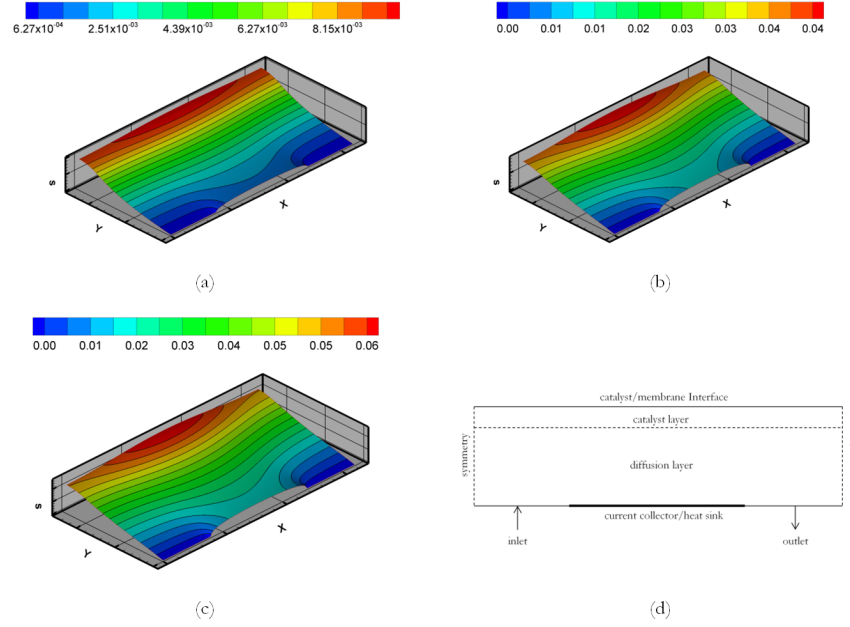 6.27x10⁻⁰⁴ 2.51x10⁻⁰³ 4.39x10⁻⁰³ 6.27x10⁻⁰³ 8.15x10⁻⁰³
s
Y
X
(a)
0.00 0.01 0.01 0.02 0.03 0.03 0.04 0.04
s
Y
X
(b)
0.00 0.01 0.02 0.03 0.04 0.05 0.05 0.06
s
Y
X
(c)
catalyst/membrane Interface
catalyst layer
symmetry
diffusion layer
current collector/heat sink
inlet
outlet
(d)